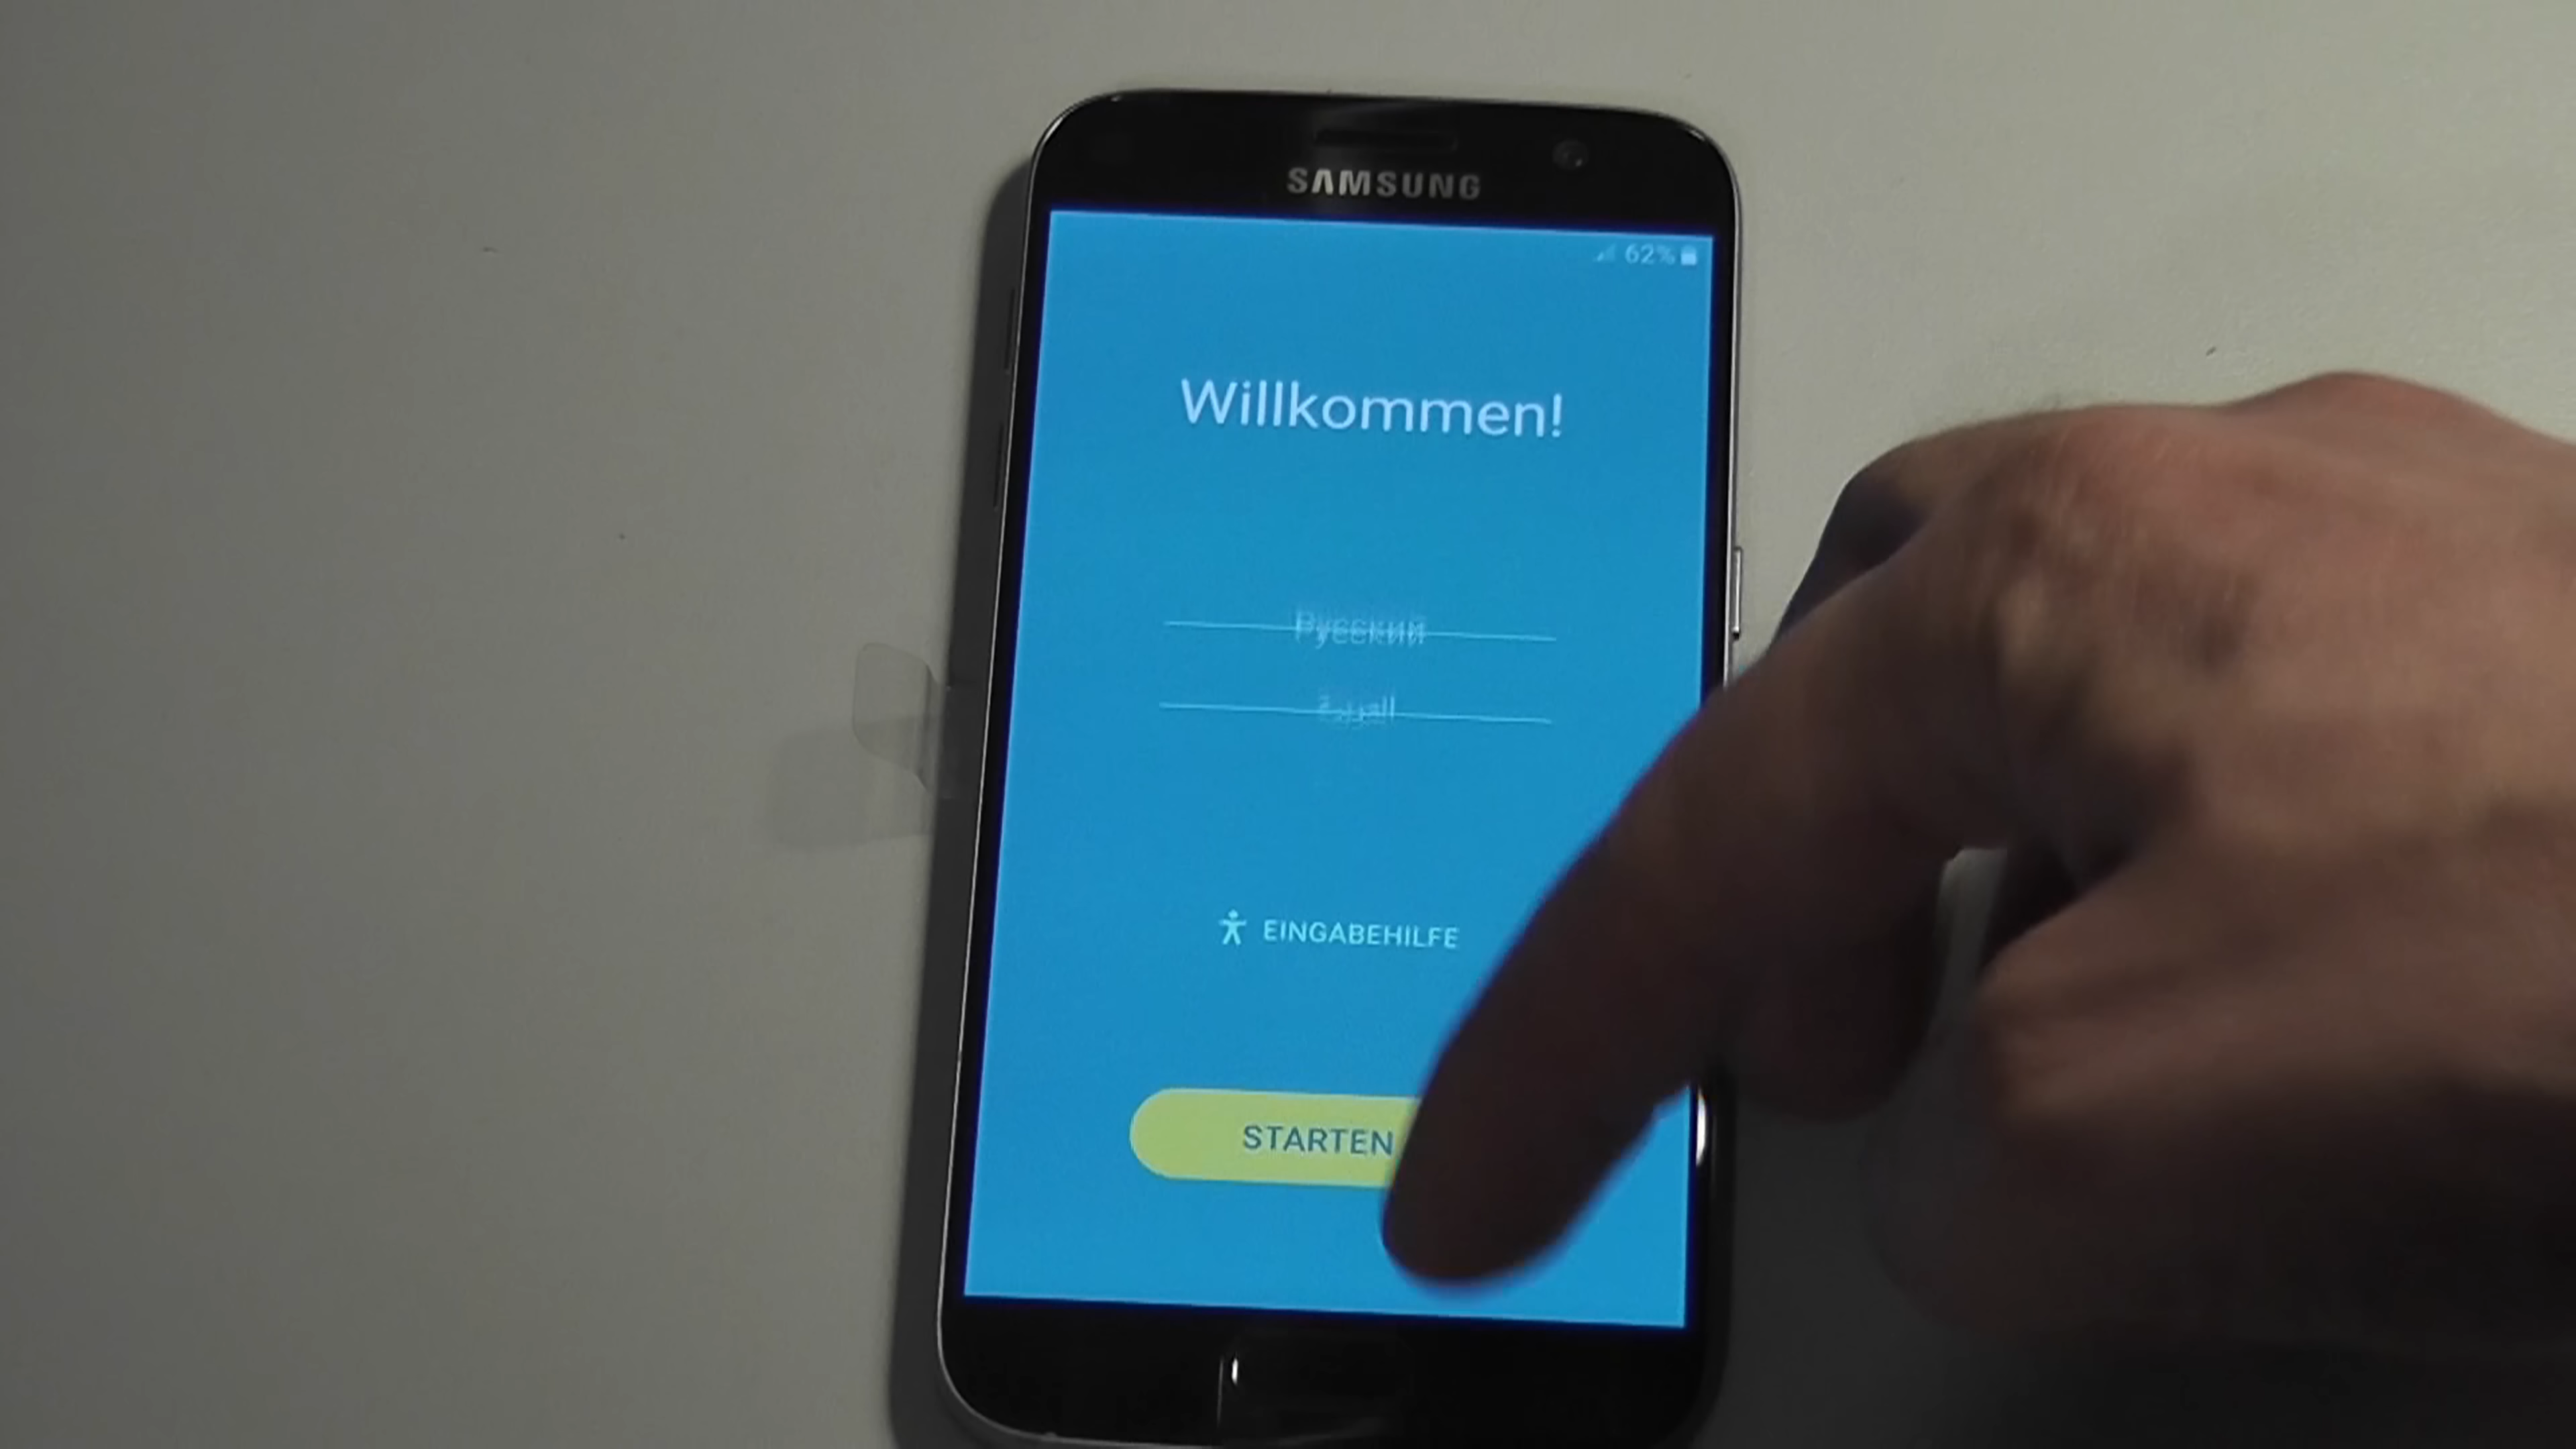 SAMSUNG
62%
Willkommen!
Русский
العربية
EINGABEHILFE
STARTEN